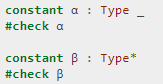 constant α : Type _
#check α
constant β : Type*
#check β